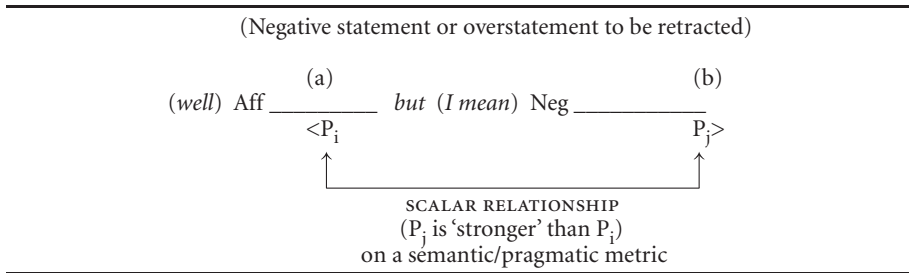 (Negative statement or overstatement to be retracted)
(a) (b)
(well) Aff __________ but (I mean) Neg ____________
<Pi Pj>
SCALAR RELATIONSHIP
(Pj is ‘stronger’ than Pi)
on a semantic/pragmatic metric